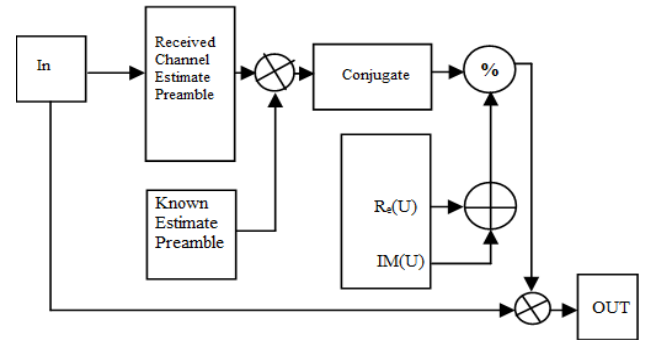 In
Received
Channel
Estimate
Preamble
Conjugate
%
Known
Estimate
Preamble
Re(U)
IM(U)
OUT